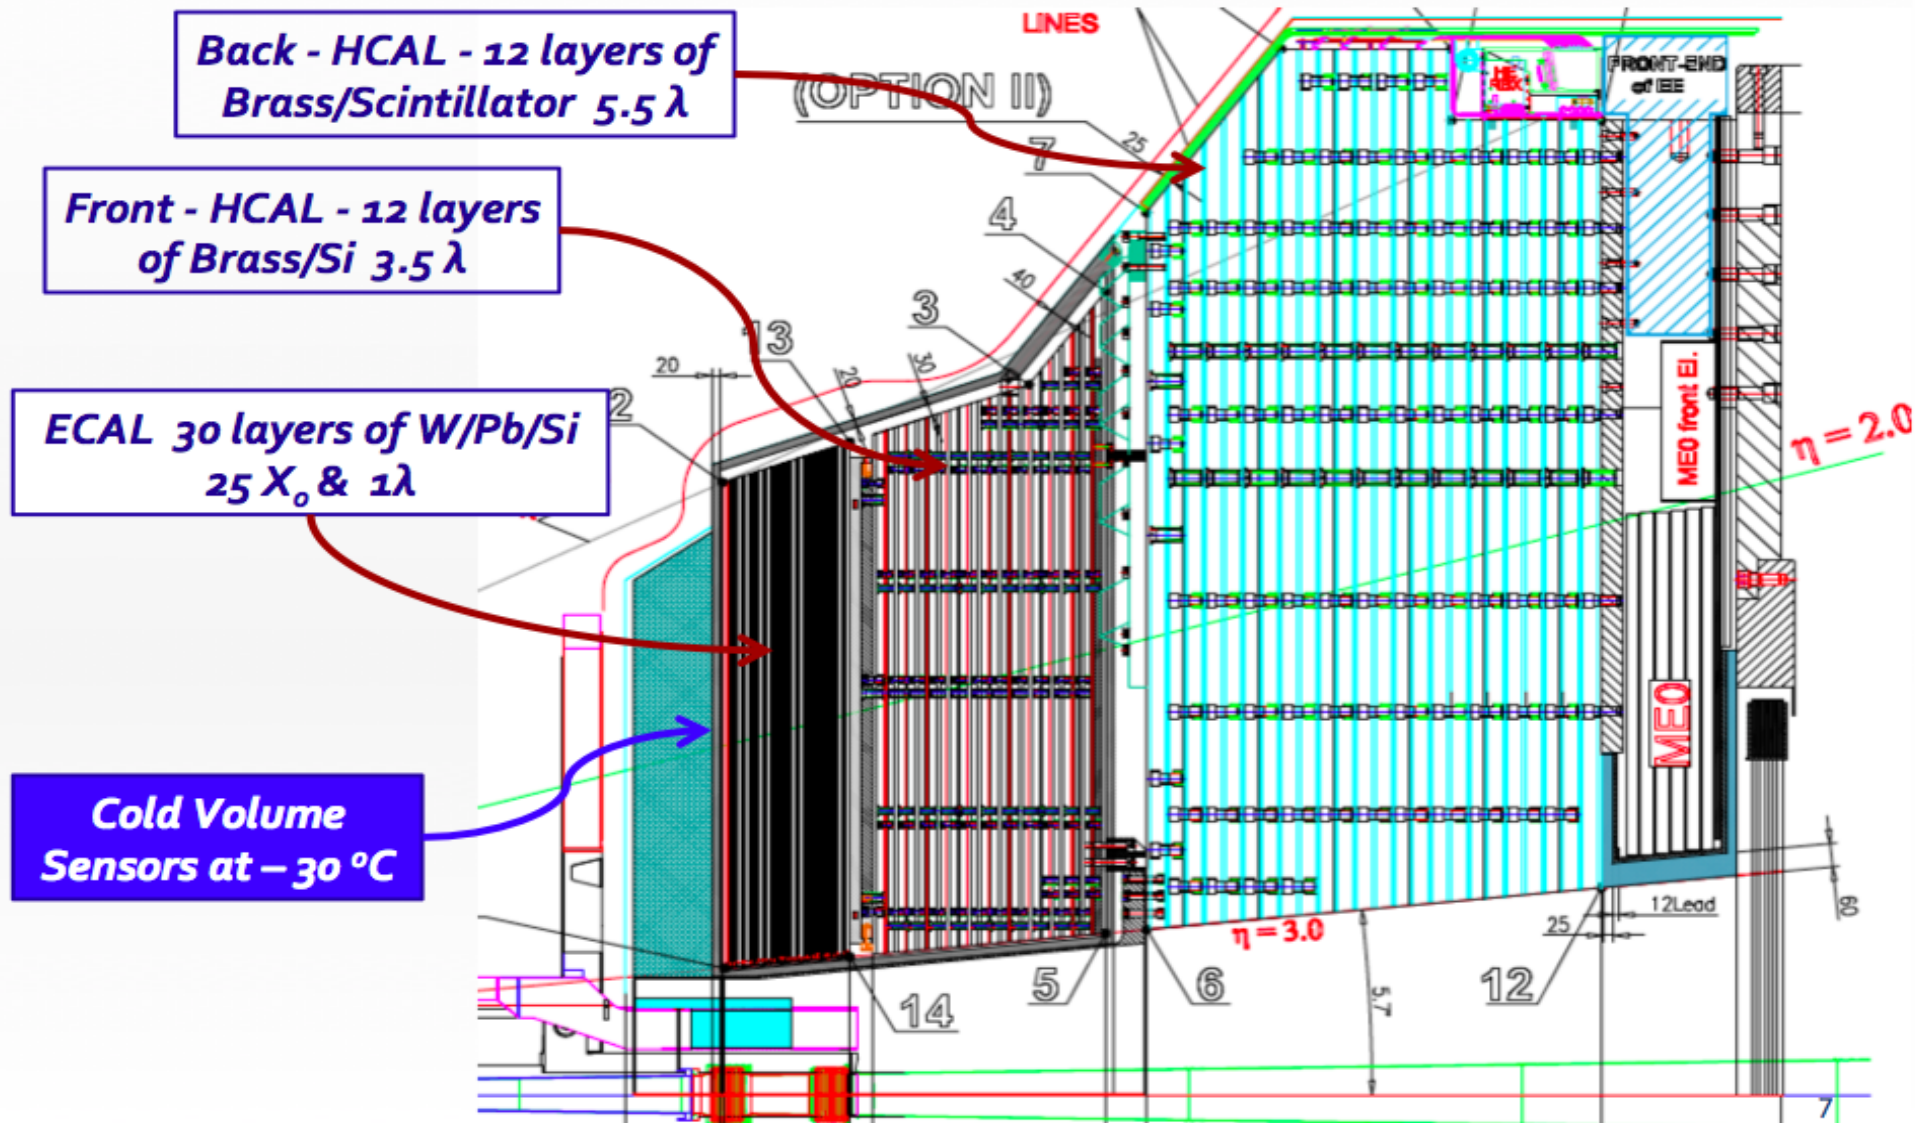 LINES
Back - HCAL - 12 layers of
Brass/Scintillator 5.5 λ
(OPTION II)
FRONT-END
of EE
25
7
Front - HCAL - 12 layers
of Brass/Si 3.5 λ
4
40
3
13
20
20
30
2
ECAL 30 layers of W/Pb/Si
25 X₀ & 1λ
ME0 front El.
η = 2.0
ME0
Cold Volume
Sensors at – 30 °C
12Lead
25
60
η = 3.0
5
6
12
14
5.7
7